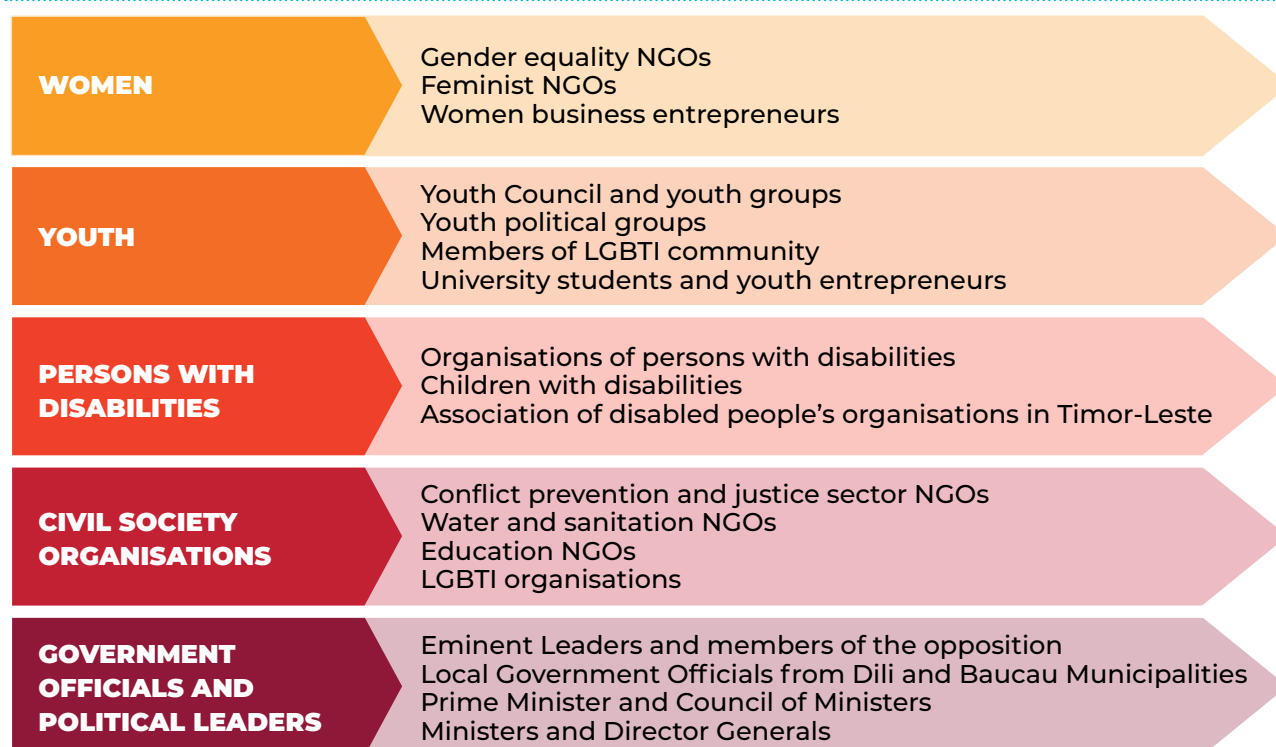 WOMEN
Gender equality NGOs
Feminist NGOs
Women business entrepreneurs
YOUTH
Youth Council and youth groups
Youth political groups
Members of LGBTI community
University students and youth entrepreneurs
PERSONS WITH
DISABILITIES
Organisations of persons with disabilities
Children with disabilities
Association of disabled people’s organisations in Timor-Leste
CIVIL SOCIETY
ORGANISATIONS
Conflict prevention and justice sector NGOs
Water and sanitation NGOs
Education NGOs
LGBTI organisations
GOVERNMENT
OFFICIALS AND
POLITICAL LEADERS
Eminent Leaders and members of the opposition
Local Government Officials from Dili and Baucau Municipalities
Prime Minister and Council of Ministers
Ministers and Director Generals